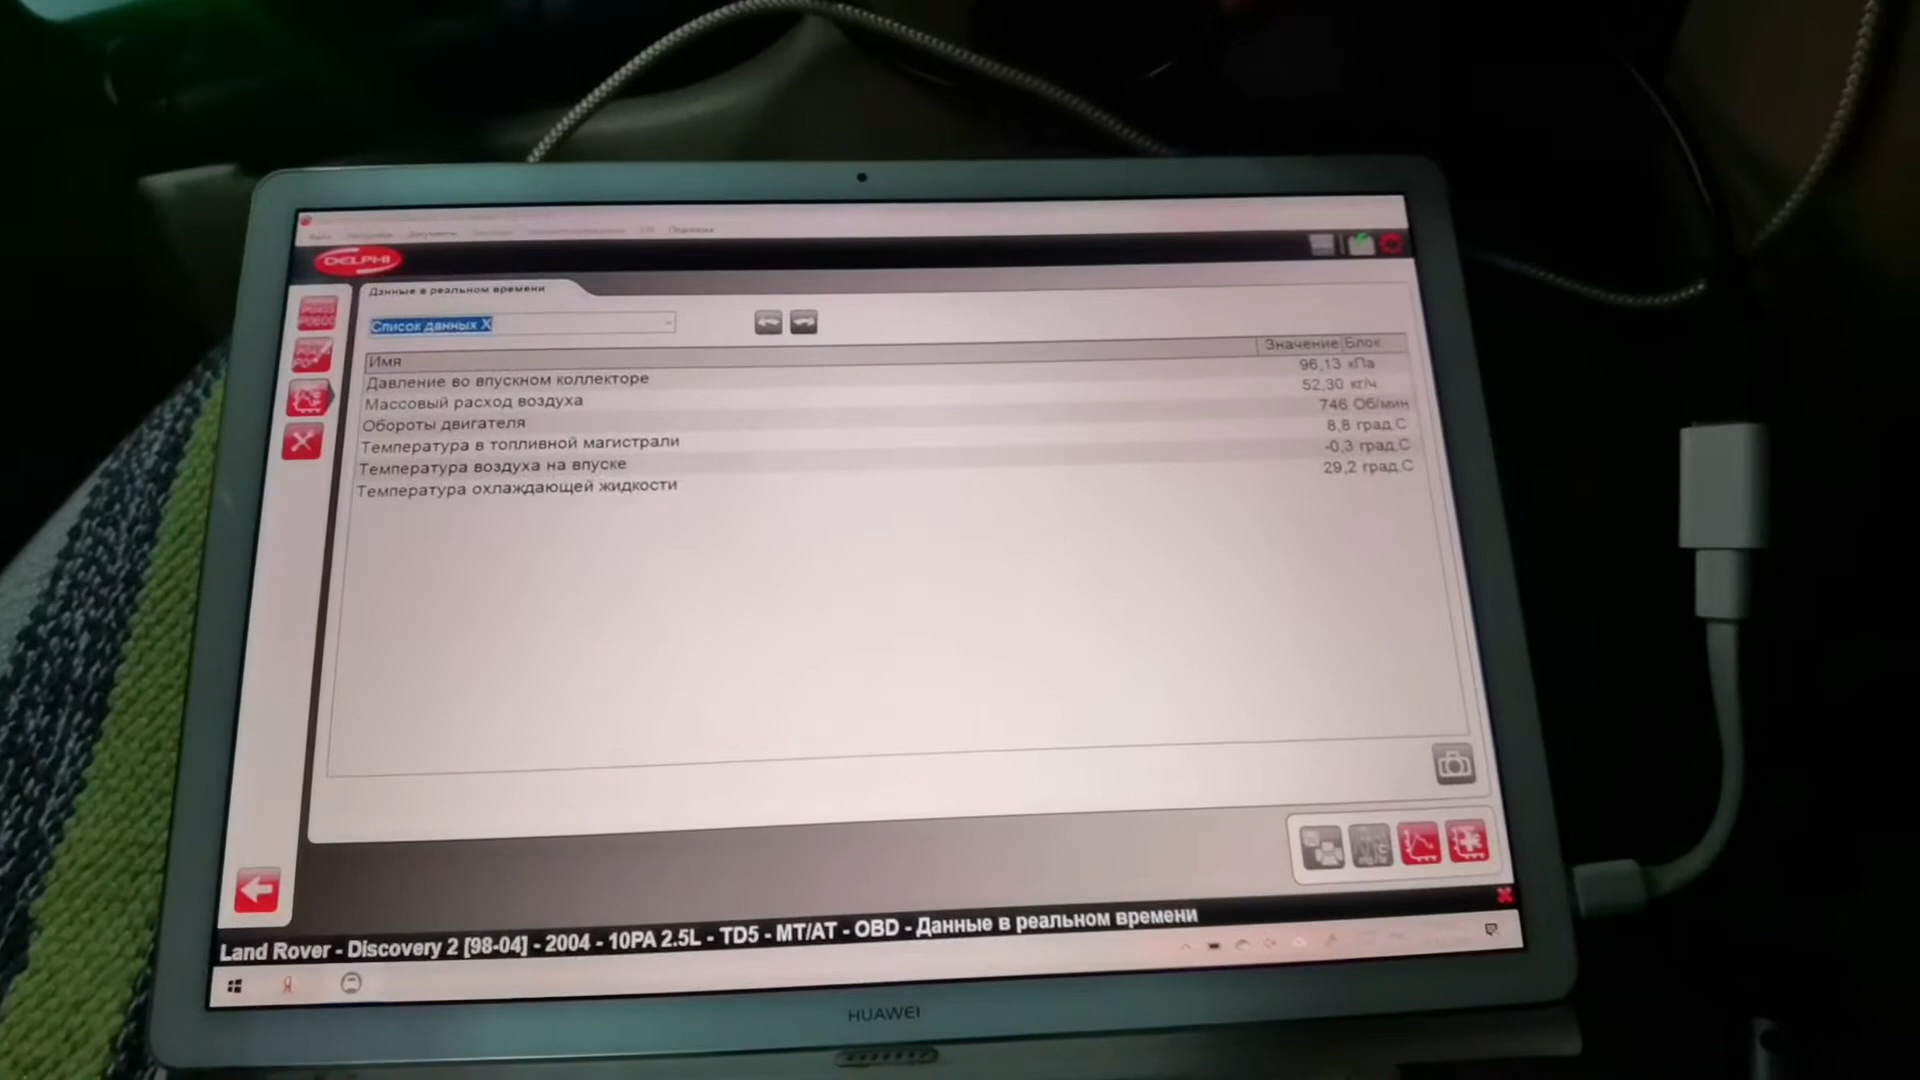 Документы
Подсказка
DELPHI
Данные в реальном времени
Список данных X
Имя Значение Блок
Давление во впускном коллекторе 96,13 кПа
Массовый расход воздуха 52,30 кг/ч
Обороты двигателя 746 Об/мин
Температура в топливной магистрали 8,8 град.С
Температура воздуха на впуске -0,3 град.С
Температура охлаждающей жидкости 29,2 град.С
Land Rover - Discovery 2 [98-04] - 2004 - 10PA 2.5L - TD5 - MT/AT - OBD - Данные в реальном времени
Я
HUAWEI